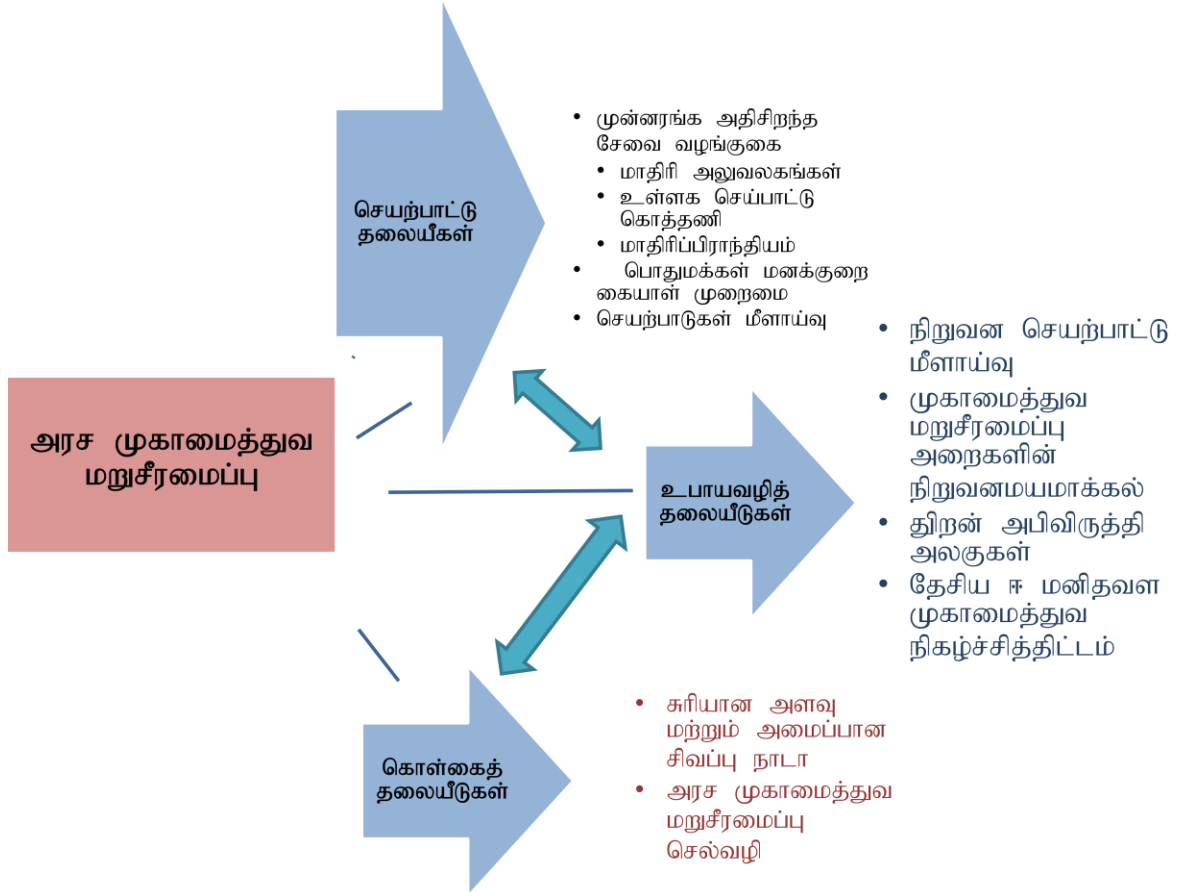 செயற்பாட்டு
தலையீகள்
• முன்னரங்க அதிசிறந்த
சேவை வழங்குகை
• மாதிரி அலுவலகங்கள்
• உள்ளக செய்பாட்டு
கொத்தணி
• மாதிரிப்பிராந்தியம்
• பொதுமக்கள் மனக்குறை
கையாள் முறைமை
• செயற்பாடுகள் மீளாய்வு
அரச முகாமைத்துவ
மறுசீரமைப்பு
உபாயவழித்
தலையீடுகள்
• நிறுவன செயற்பாட்டு
மீளாய்வு
• முகாமைத்துவ
மறுசீரமைப்பு
அறைகளின்
நிறுவனமயமாக்கல்
• திறன் அபிவிருத்தி
அலகுகள்
• தேசிய ஈ மனிதவள
முகாமைத்துவ
நிகழ்ச்சித்திட்டம்
கொள்கைத்
தலையீடுகள்
• சுரியான அளவு
மற்றும் அமைப்பான
சிவப்பு நாடா
• அரச முகாமைத்துவ
மறுசீரமைப்பு
செல்வழி